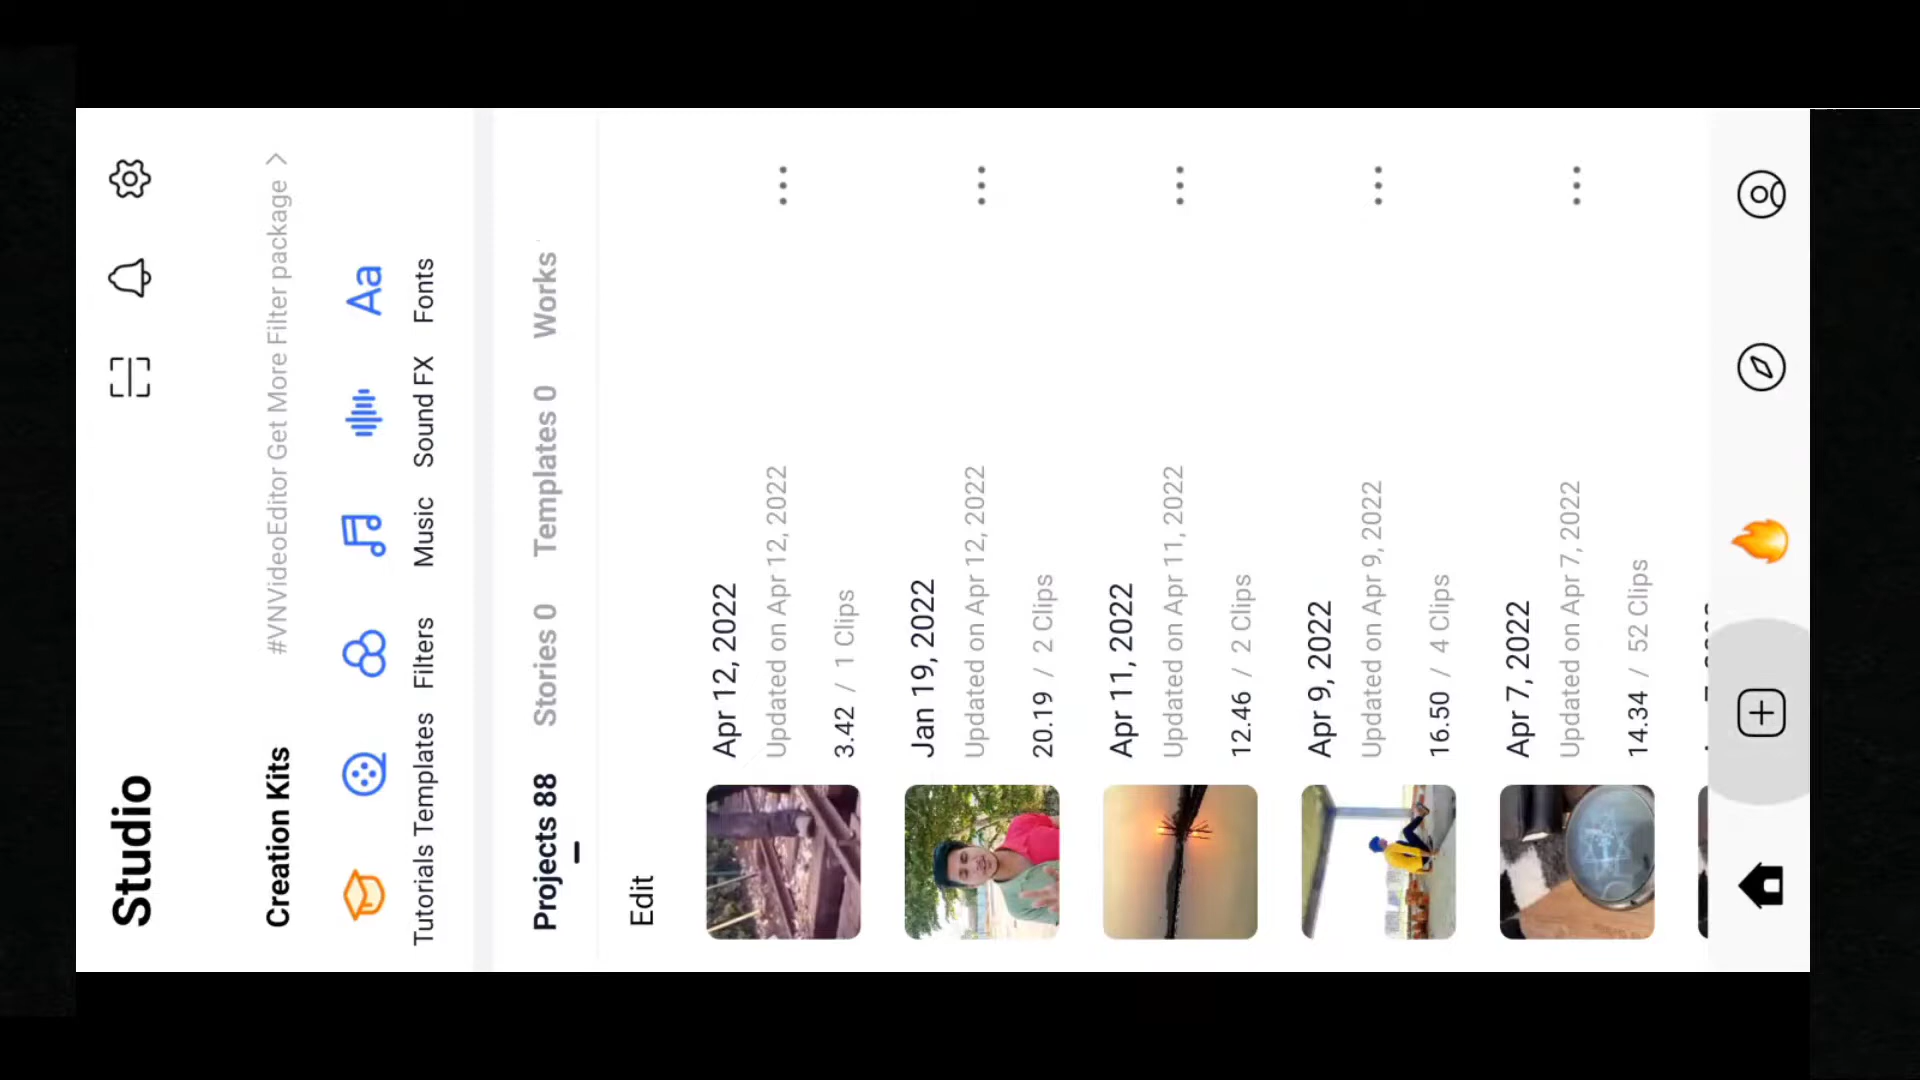 Studio
Creation Kits
#VNVideoEditor Get More Filter package
Tutorials
Templates
Filters
Music
Sound FX
Aa
Fonts
Projects 88
Stories 0
Templates 0
Works
Edit
Apr 12, 2022
Updated on Apr 12, 2022
3.42 / 1 Clips
Jan 19, 2022
Updated on Apr 12, 2022
20.19 / 2 Clips
Apr 11, 2022
Updated on Apr 11, 2022
12.46 / 2 Clips
Apr 9, 2022
Updated on Apr 9, 2022
16.50 / 4 Clips
Apr 7, 2022
Updated on Apr 7, 2022
14.34 / 52 Clips